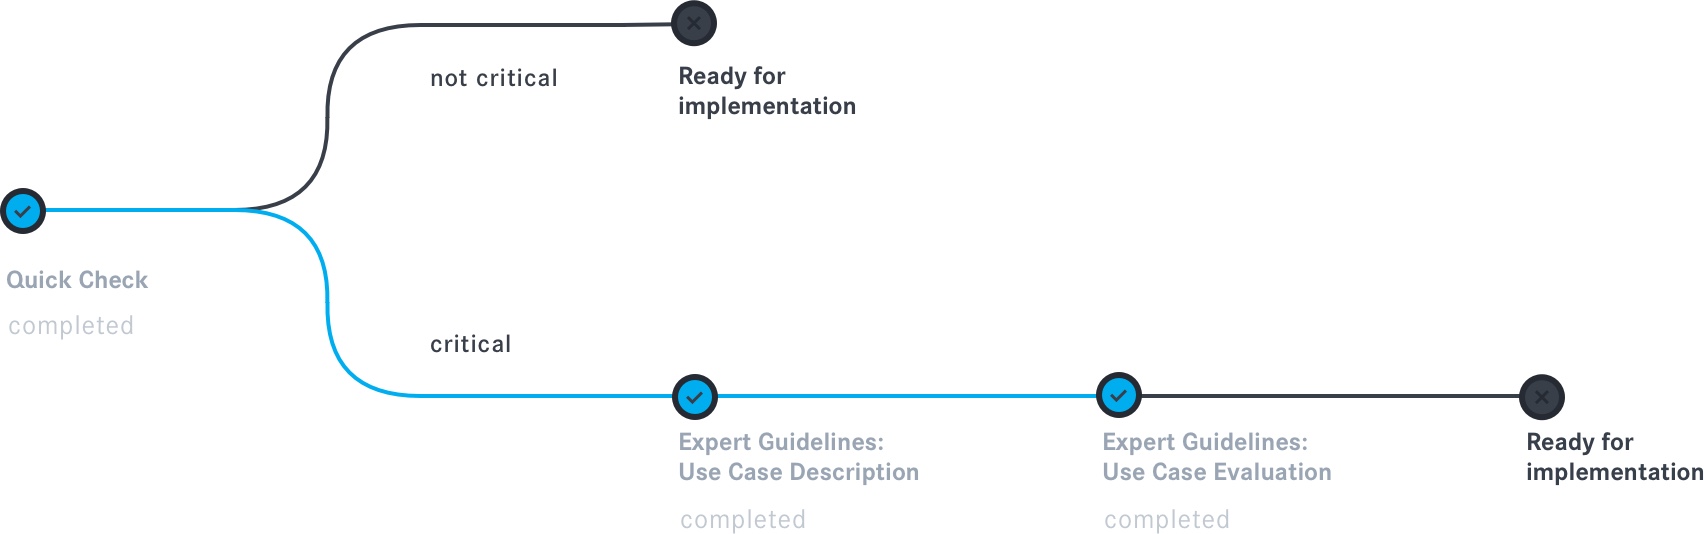 not critical
Ready for
implementation
Quick Check
completed
critical
Expert Guidelines:
Use Case Description
completed
Expert Guidelines:
Use Case Evaluation
completed
Ready for
implementation